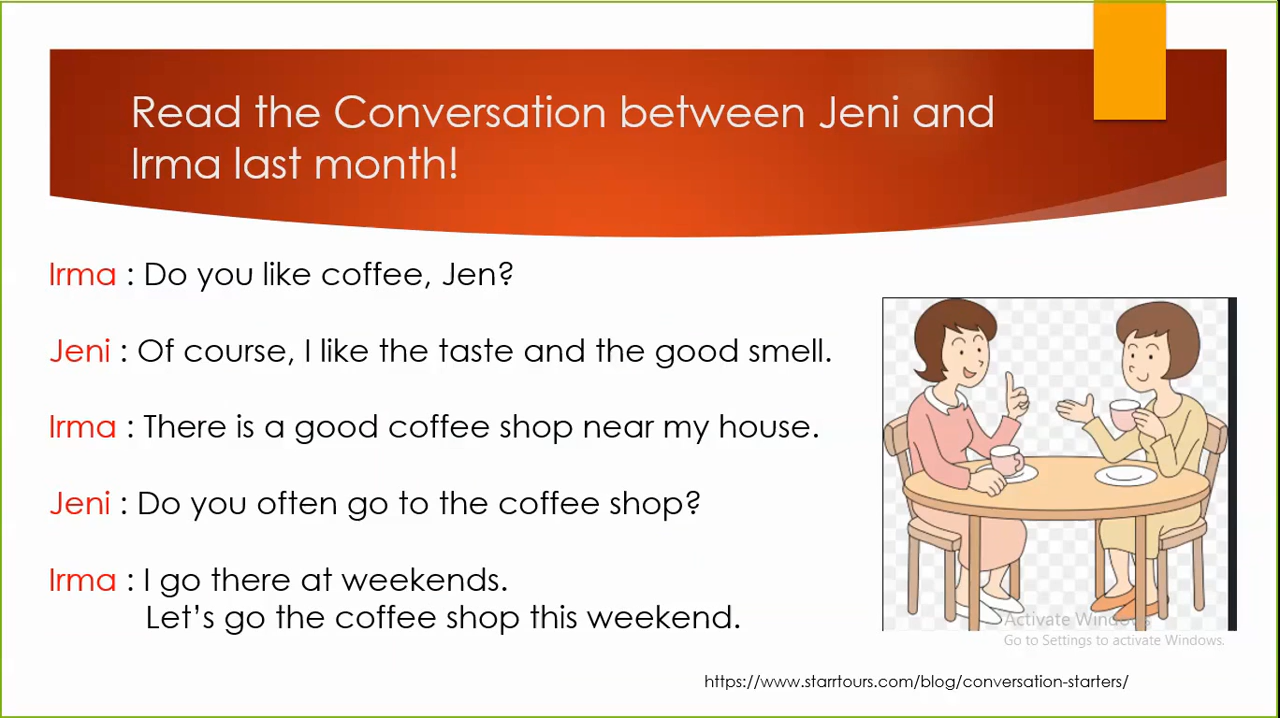 Read the Conversation between Jeni and
Irma last month!
Irma : Do you like coffee, Jen?
Jeni : Of course, I like the taste and the good smell.
Irma : There is a good coffee shop near my house.
Jeni : Do you often go to the coffee shop?
Irma : I go there at weekends.
Let’s go the coffee shop this weekend.
Activate Windows
Go to Settings to activate Windows.
https://www.starrtours.com/blog/conversation-starters/